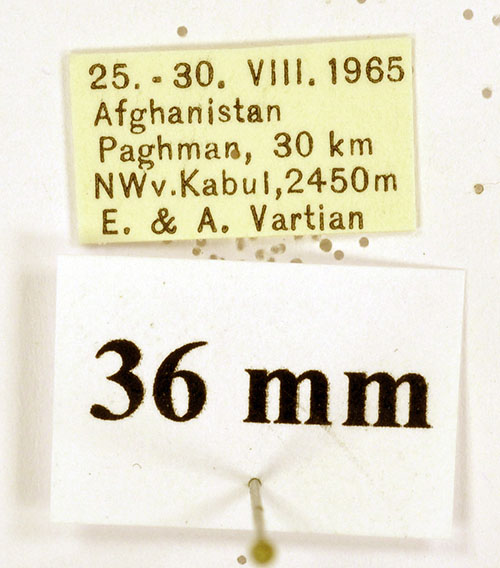 25. - 30. VIII. 1965
Afghanistan
Paghman, 30 km
NWv.Kabul,2450m
E. & A. Vartian
36 mm